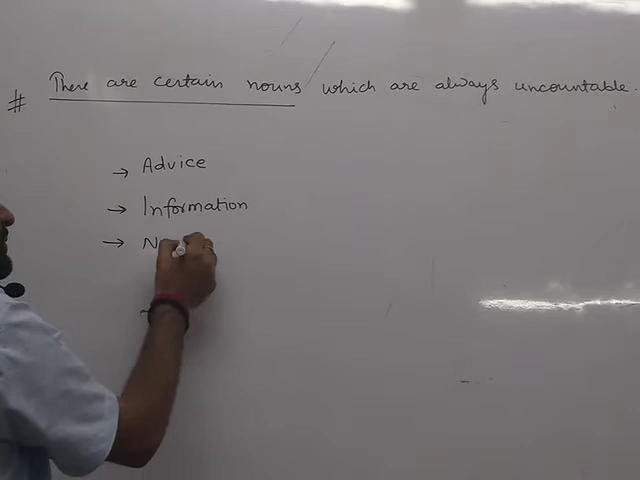 # There are certain nouns / which are always uncountable.
→ Advice
→ Information
→ N